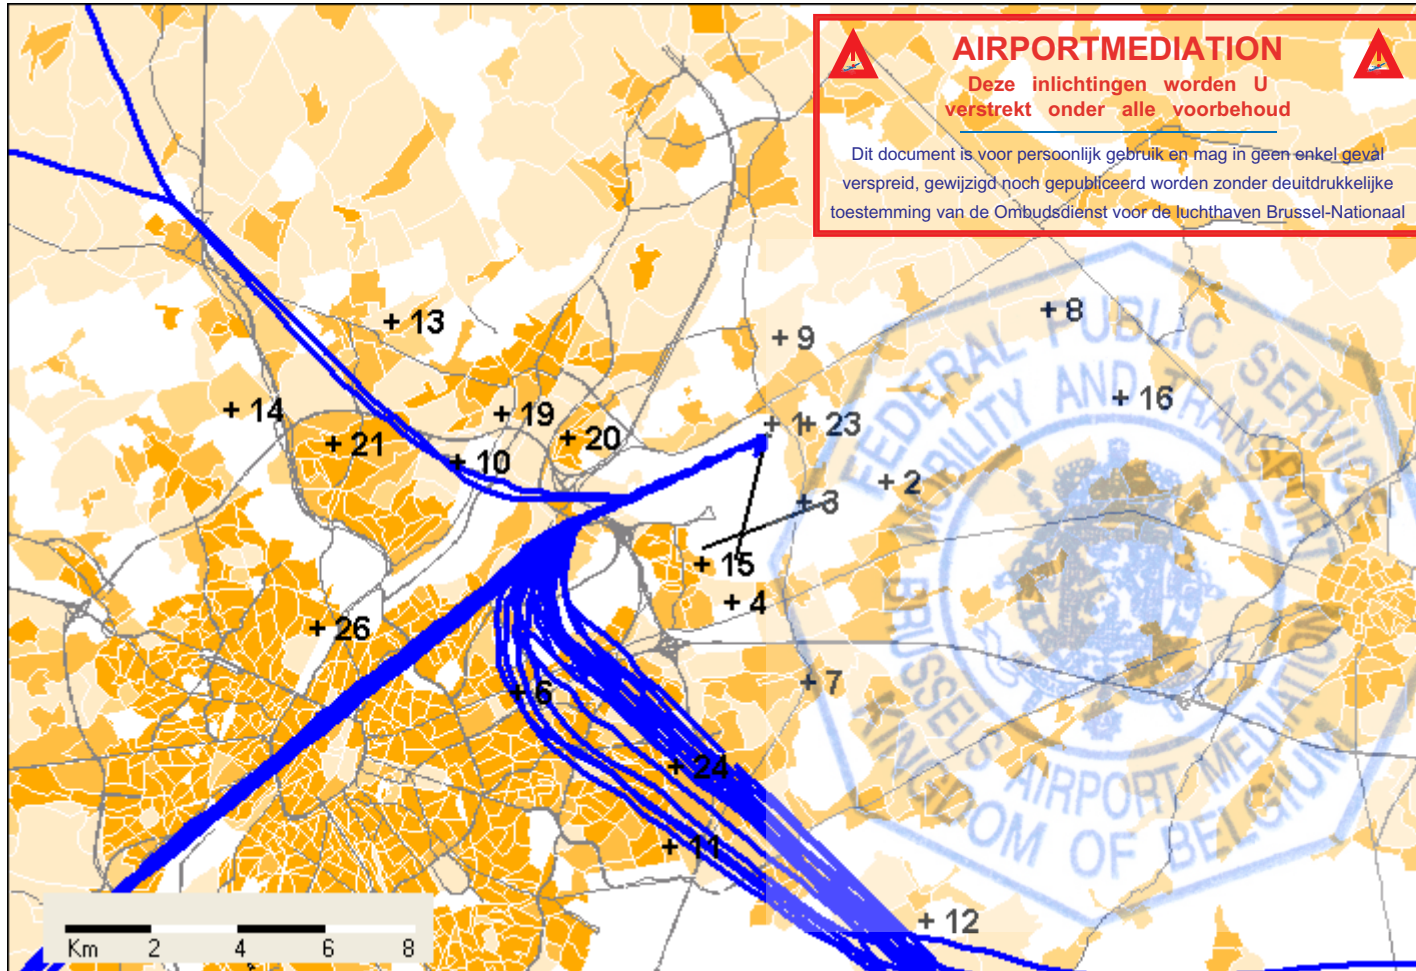 AIRPORTMEDIATION
Deze inlichtingen worden U
verstrekt onder alle voorbehoud
Dit document is voor persoonlijk gebruik en mag in geen enkel geval
verspreid, gewijzigd noch gepubliceerd worden zonder deuitdrukkelijke
toestemming van de Ombudsdienst voor de luchthaven Brussel-Nationaal
FEDERAL PUBLIC SERVICE
MOBILITY AND TRANSPORT
BRUSSELS AIRPORT MEDIATION
KINGDOM OF BELGIUM
8
13
9
16
14
19
1
23
20
21
10
2
3
15
4
26
7
6
24
11
12
Km 2 4 6 8